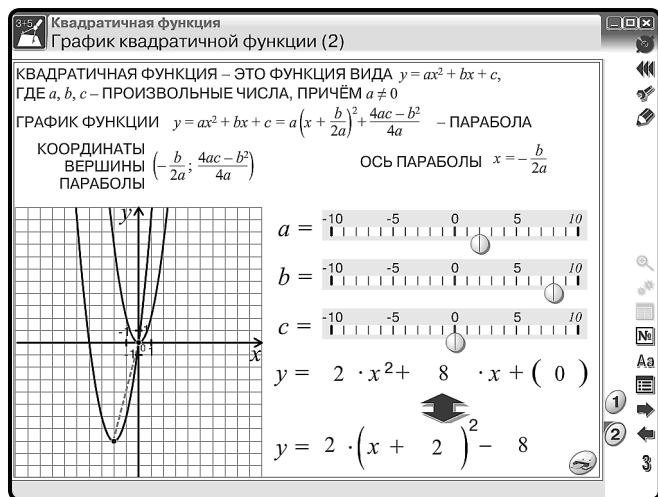 3+5
Квадратичная функция
График квадратичной функции (2)
КВАДРАТИЧНАЯ ФУНКЦИЯ – ЭТО ФУНКЦИЯ ВИДА y = ax² + bx + c,
ГДЕ a, b, c – ПРОИЗВОЛЬНЫЕ ЧИСЛА, ПРИЧЁМ a ≠ 0
ГРАФИК ФУНКЦИИ y = ax² + bx + c = a(x + b/2a)² + (4ac – b²)/4a – ПАРАБОЛА
КООРДИНАТЫ
ВЕРШИНЫ (– b/2a ; (4ac – b²)/4a)
ПАРАБОЛЫ
ОСЬ ПАРАБОЛЫ x = – b/2a
y
x
-1
0
a = -10 -5 0 5 10
b = -10 -5 0 5 10
c = -10 -5 0 5 10
y = 2 · x² + 8 · x + ( 0 )
y = 2 · (x + 2)² – 8
№
Aa
1
2
3